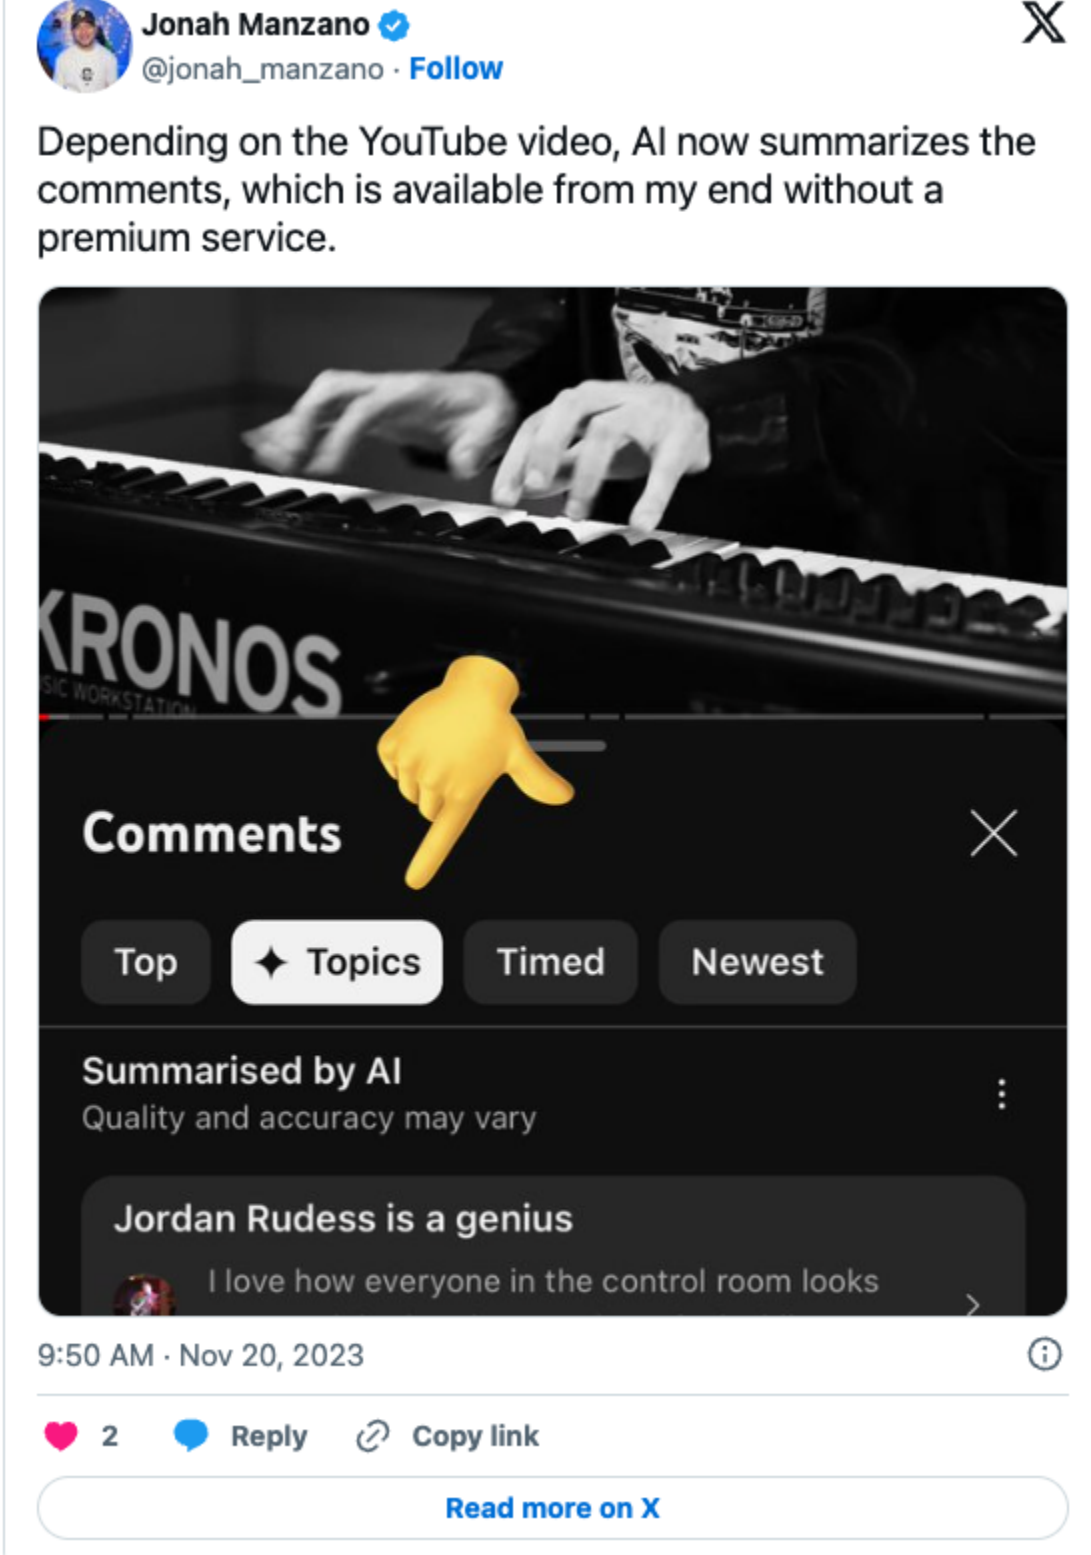 Jonah Manzano
@jonah_manzano · Follow
Depending on the YouTube video, AI now summarizes the
comments, which is available from my end without a
premium service.
KRONOS
SIC WORKSTATION
Comments
Top
Topics
Timed
Newest
Summarised by AI
Quality and accuracy may vary
Jordan Rudess is a genius
I love how everyone in the control room looks
9:50 AM · Nov 20, 2023
2
Reply
Copy link
Read more on X